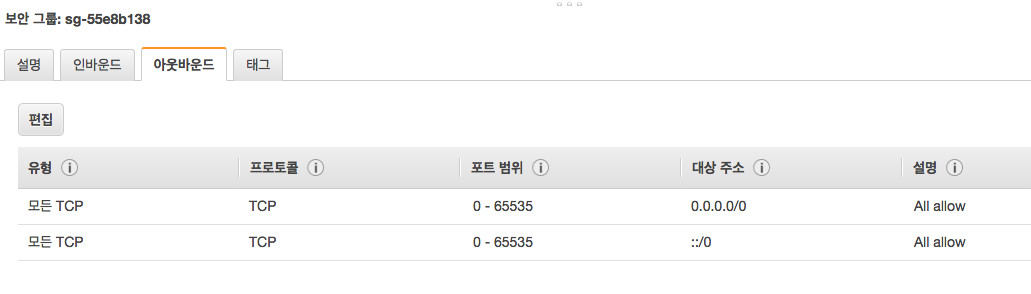 보안 그룹: sg-55e8b138
설명 인바운드 아웃바운드 태그
편집
유형 프로토콜 포트 범위 대상 주소 설명
모든 TCP TCP 0 - 65535 0.0.0.0/0 All allow
모든 TCP TCP 0 - 65535 ::/0 All allow